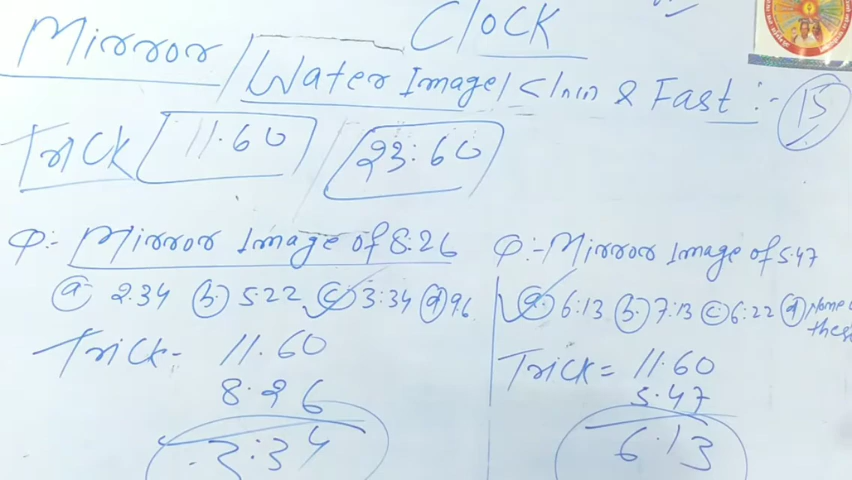 Clock
Mirror / Water Image / & Fast :- 15
Trick 11.60 23:60
Q:- Mirror Image of 8:26
(a) 2:34 (b) 5:22 (c) 3:34 (d) 96
Trick- 11.60
8.26
3:34
Q:- Mirror Image of 5.47
(a) 6:13 (b) 7:13 (c) 6:22 (d) None
these
Trick = 11.60
5.47
6.13